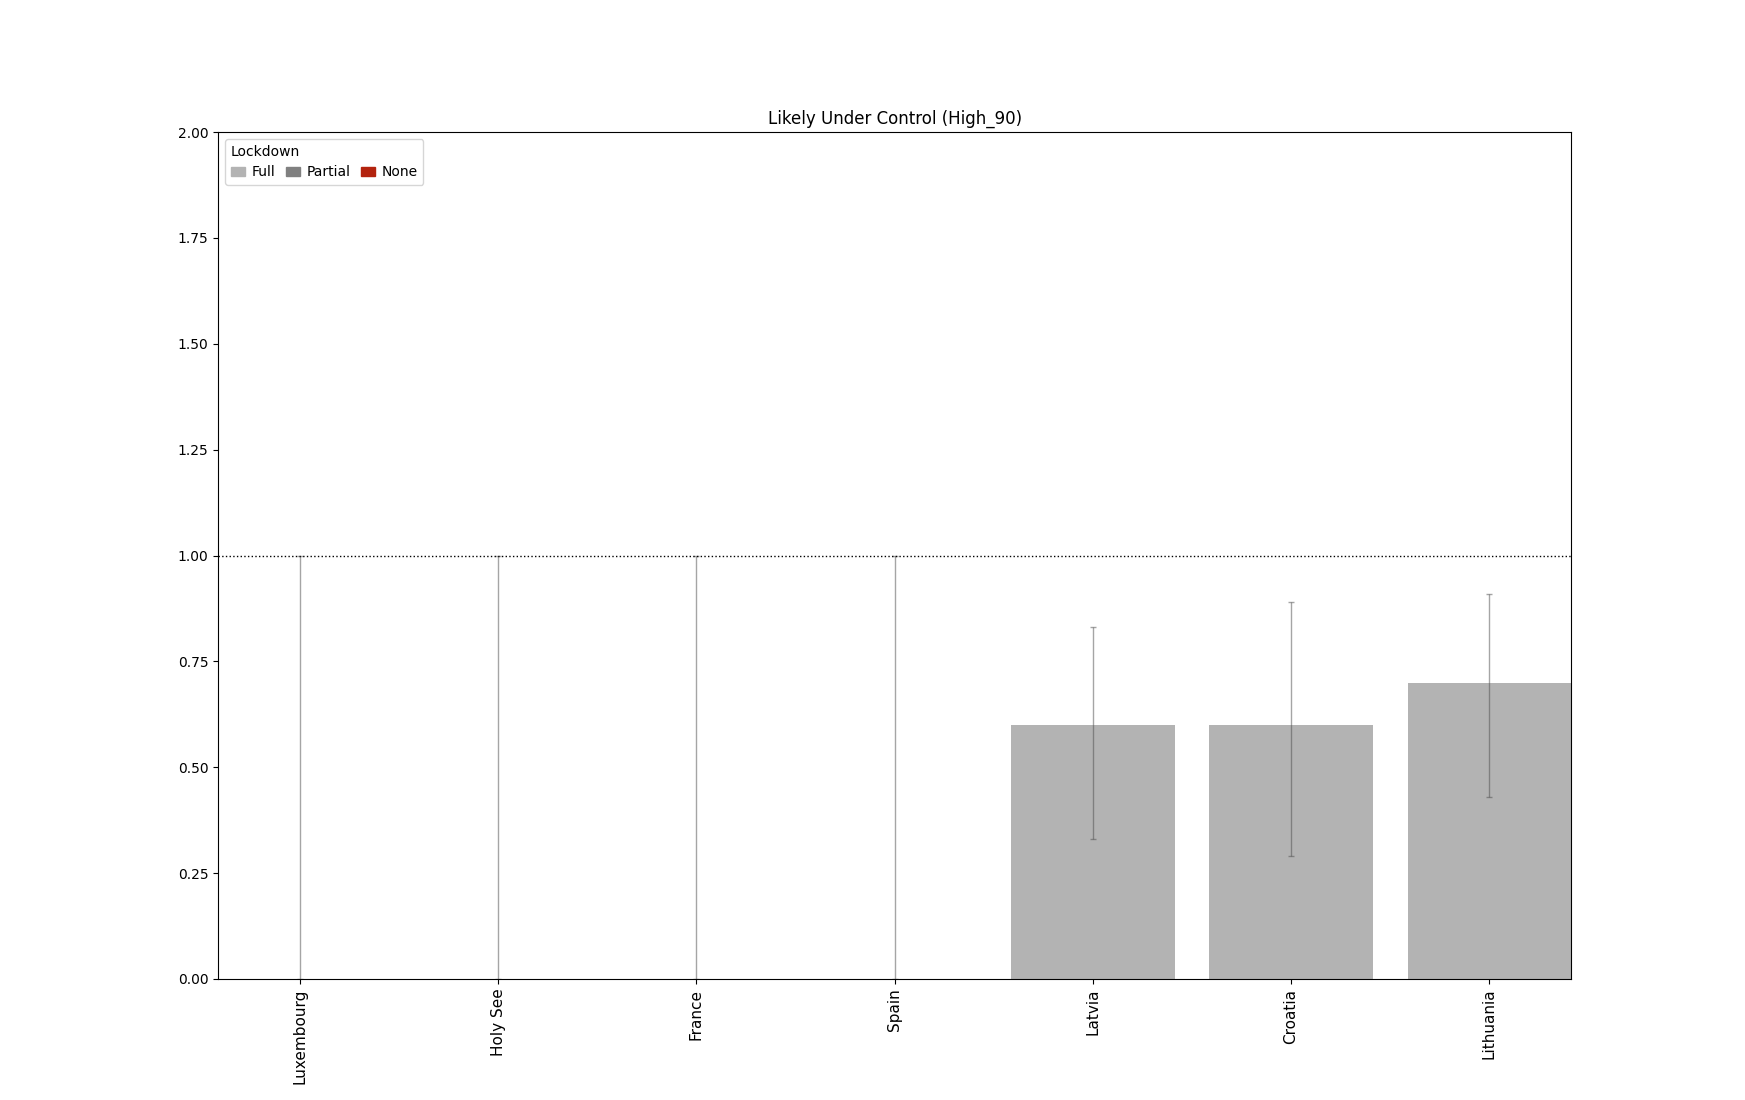 Likely Under Control (High_90)
2.00
Lockdown
Full Partial None
1.75
1.50
1.25
1.00
0.75
0.50
0.25
0.00
Luxembourg
Holy See
France
Spain
Latvia
Croatia
Lithuania